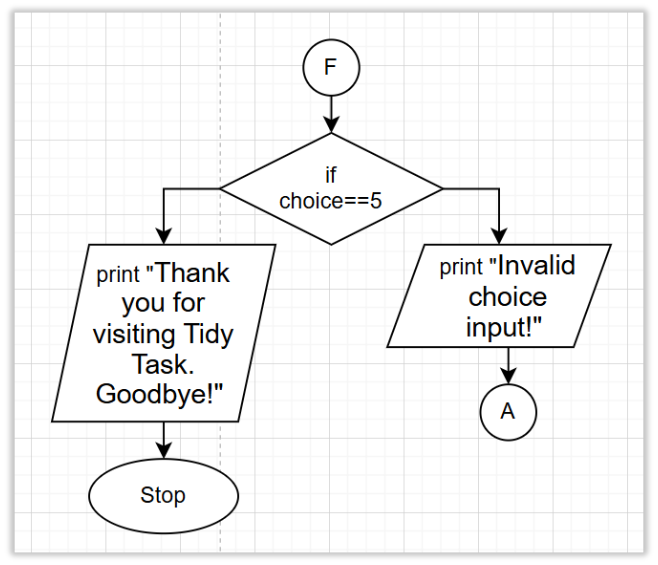 F
if
choice==5
print "Thank
you for
visiting Tidy
Task.
Goodbye!"
print "Invalid
choice
input!"
A
Stop